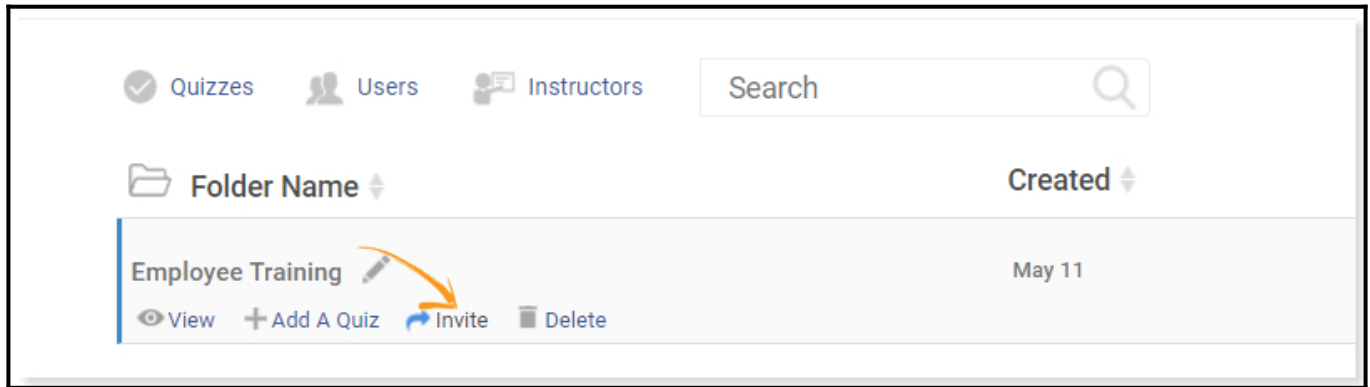 Quizzes Users Instructors Search
Folder Name Created
Employee Training May 11
View Add A Quiz Invite Delete